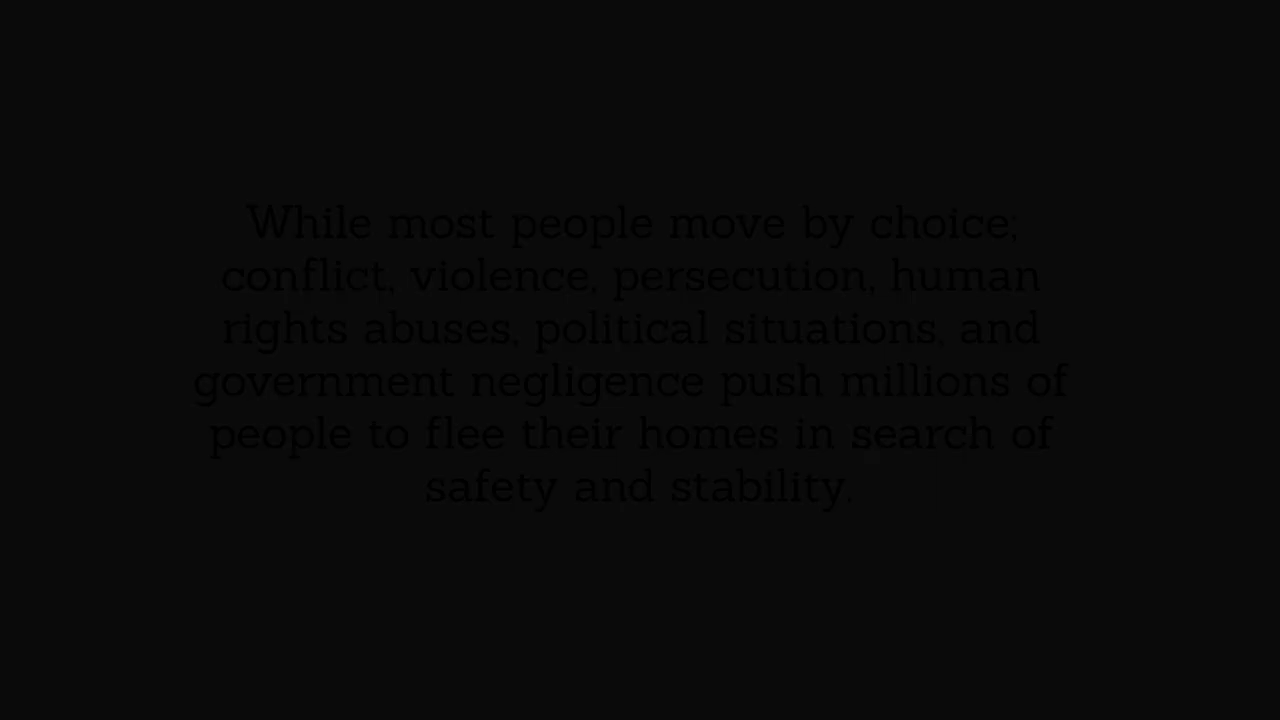 While most people move by choice;
conflict, violence, persecution, human
rights abuses, political situations, and
government negligence push millions of
people to flee their homes in search of
safety and stability.